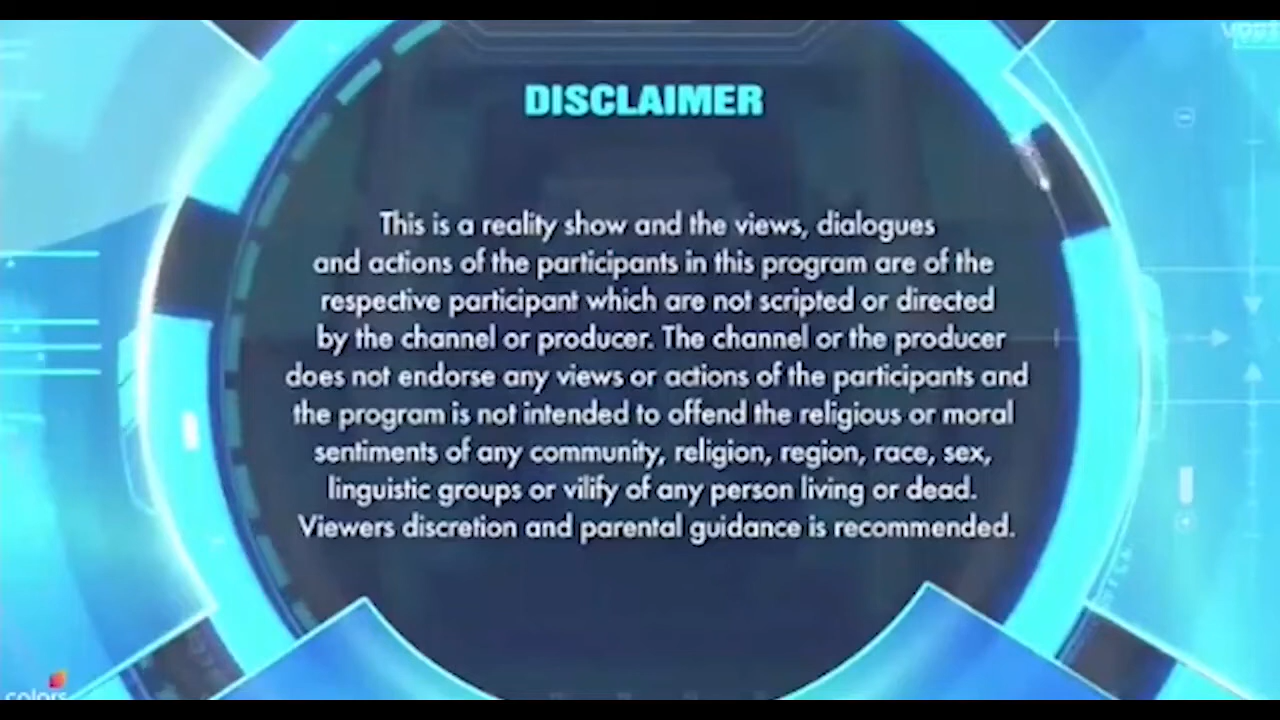 DISCLAIMER
This is a reality show and the views, dialogues
and actions of the participants in this program are of the
respective participant which are not scripted or directed
by the channel or producer. The channel or the producer
does not endorse any views or actions of the participants and
the program is not intended to offend the religious or moral
sentiments of any community, religion, region, race, sex,
linguistic groups or vilify of any person living or dead.
Viewers discretion and parental guidance is recommended.
colors